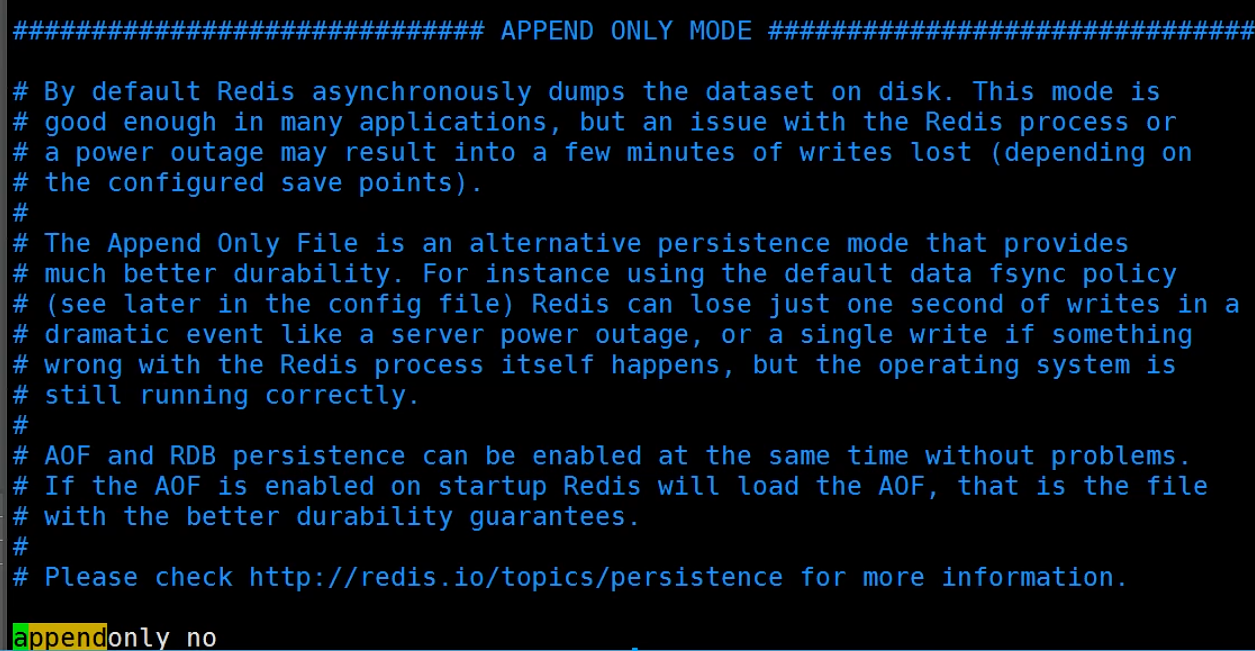 ############################## APPEND ONLY MODE ###############################
# By default Redis asynchronously dumps the dataset on disk. This mode is
# good enough in many applications, but an issue with the Redis process or
# a power outage may result into a few minutes of writes lost (depending on
# the configured save points).
#
# The Append Only File is an alternative persistence mode that provides
# much better durability. For instance using the default data fsync policy
# (see later in the config file) Redis can lose just one second of writes in a
# dramatic event like a server power outage, or a single write if something
# wrong with the Redis process itself happens, but the operating system is
# still running correctly.
#
# AOF and RDB persistence can be enabled at the same time without problems.
# If the AOF is enabled on startup Redis will load the AOF, that is the file
# with the better durability guarantees.
#
# Please check http://redis.io/topics/persistence for more information.
appendonly no